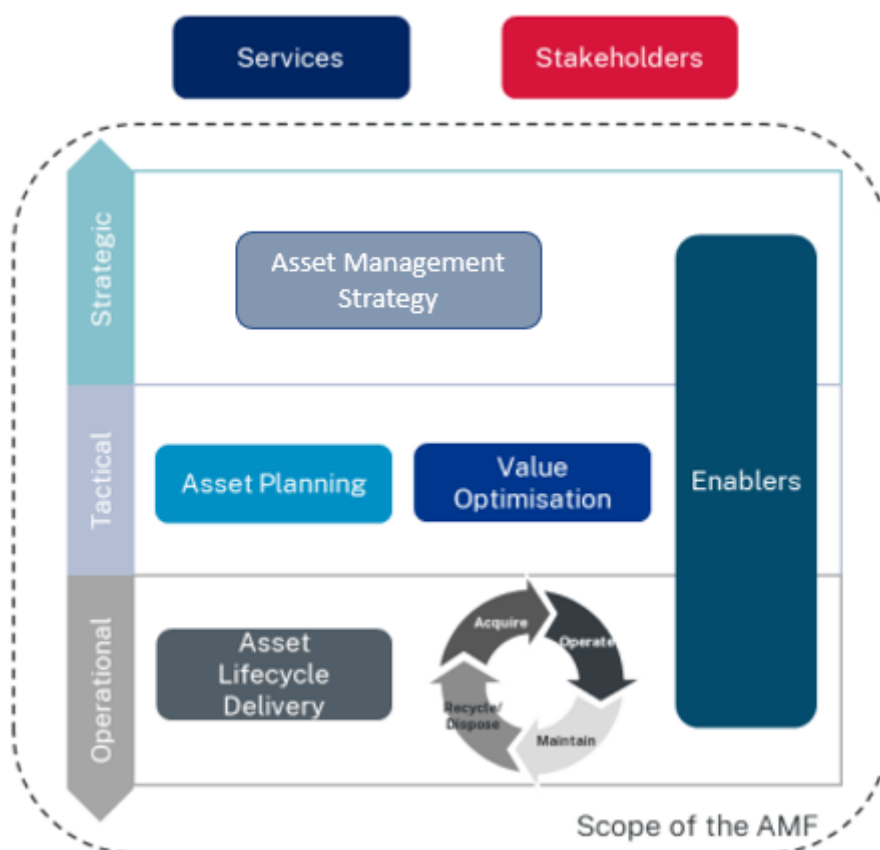 Services
Stakeholders
Strategic
Asset Management
Strategy
Tactical
Asset Planning
Value
Optimisation
Enablers
Operational
Asset
Lifecycle
Delivery
Acquire
Operate
Recycle/
Dispose
Maintain
Scope of the AMF